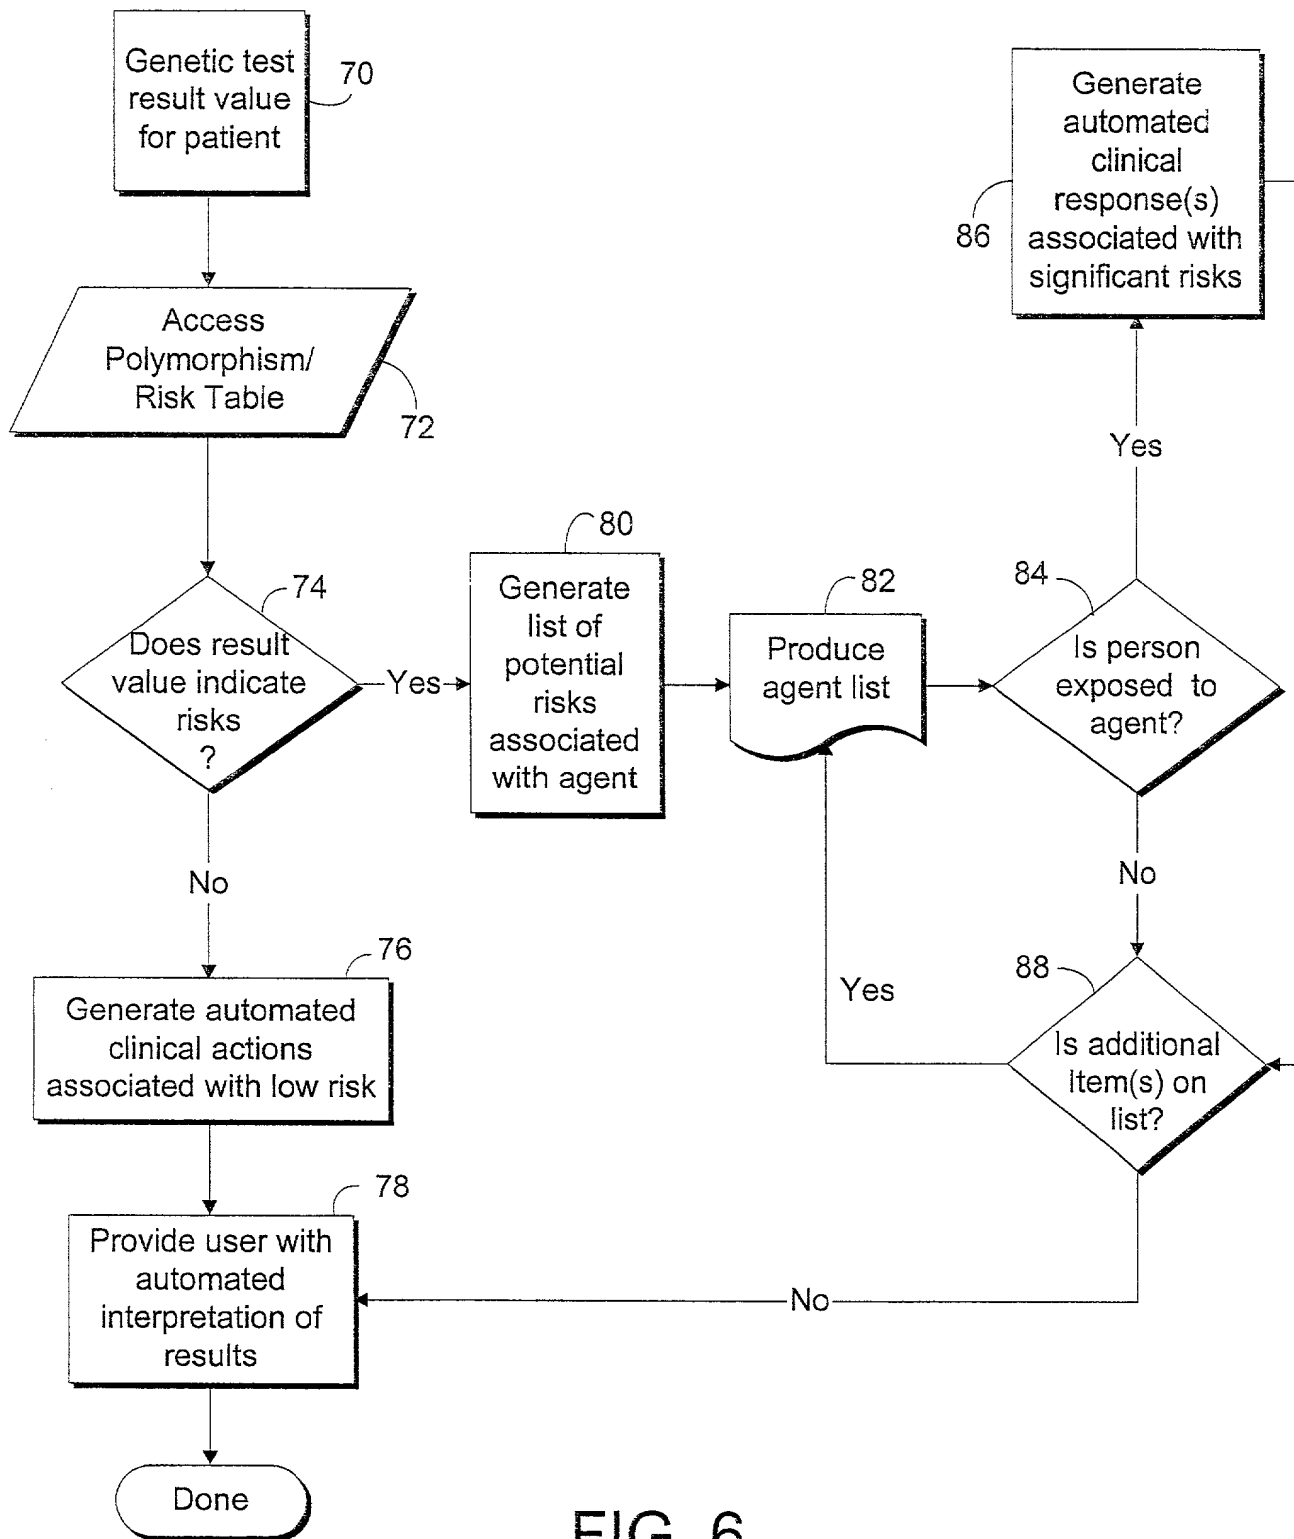 Genetic test
result value
for patient
70
Access
Polymorphism/
Risk Table
72
Does result
value indicate
risks
?
74
Yes
No
Generate automated
clinical actions
associated with low risk
76
Provide user with
automated
interpretation of
results
78
Done
Generate
list of
potential
risks
associated
with agent
80
Produce
agent list
82
Is person
exposed to
agent?
84
Yes
Generate
automated
clinical
response(s)
associated with
significant risks
86
No
Is additional
Item(s) on
list?
88
Yes
No
FIG. 6